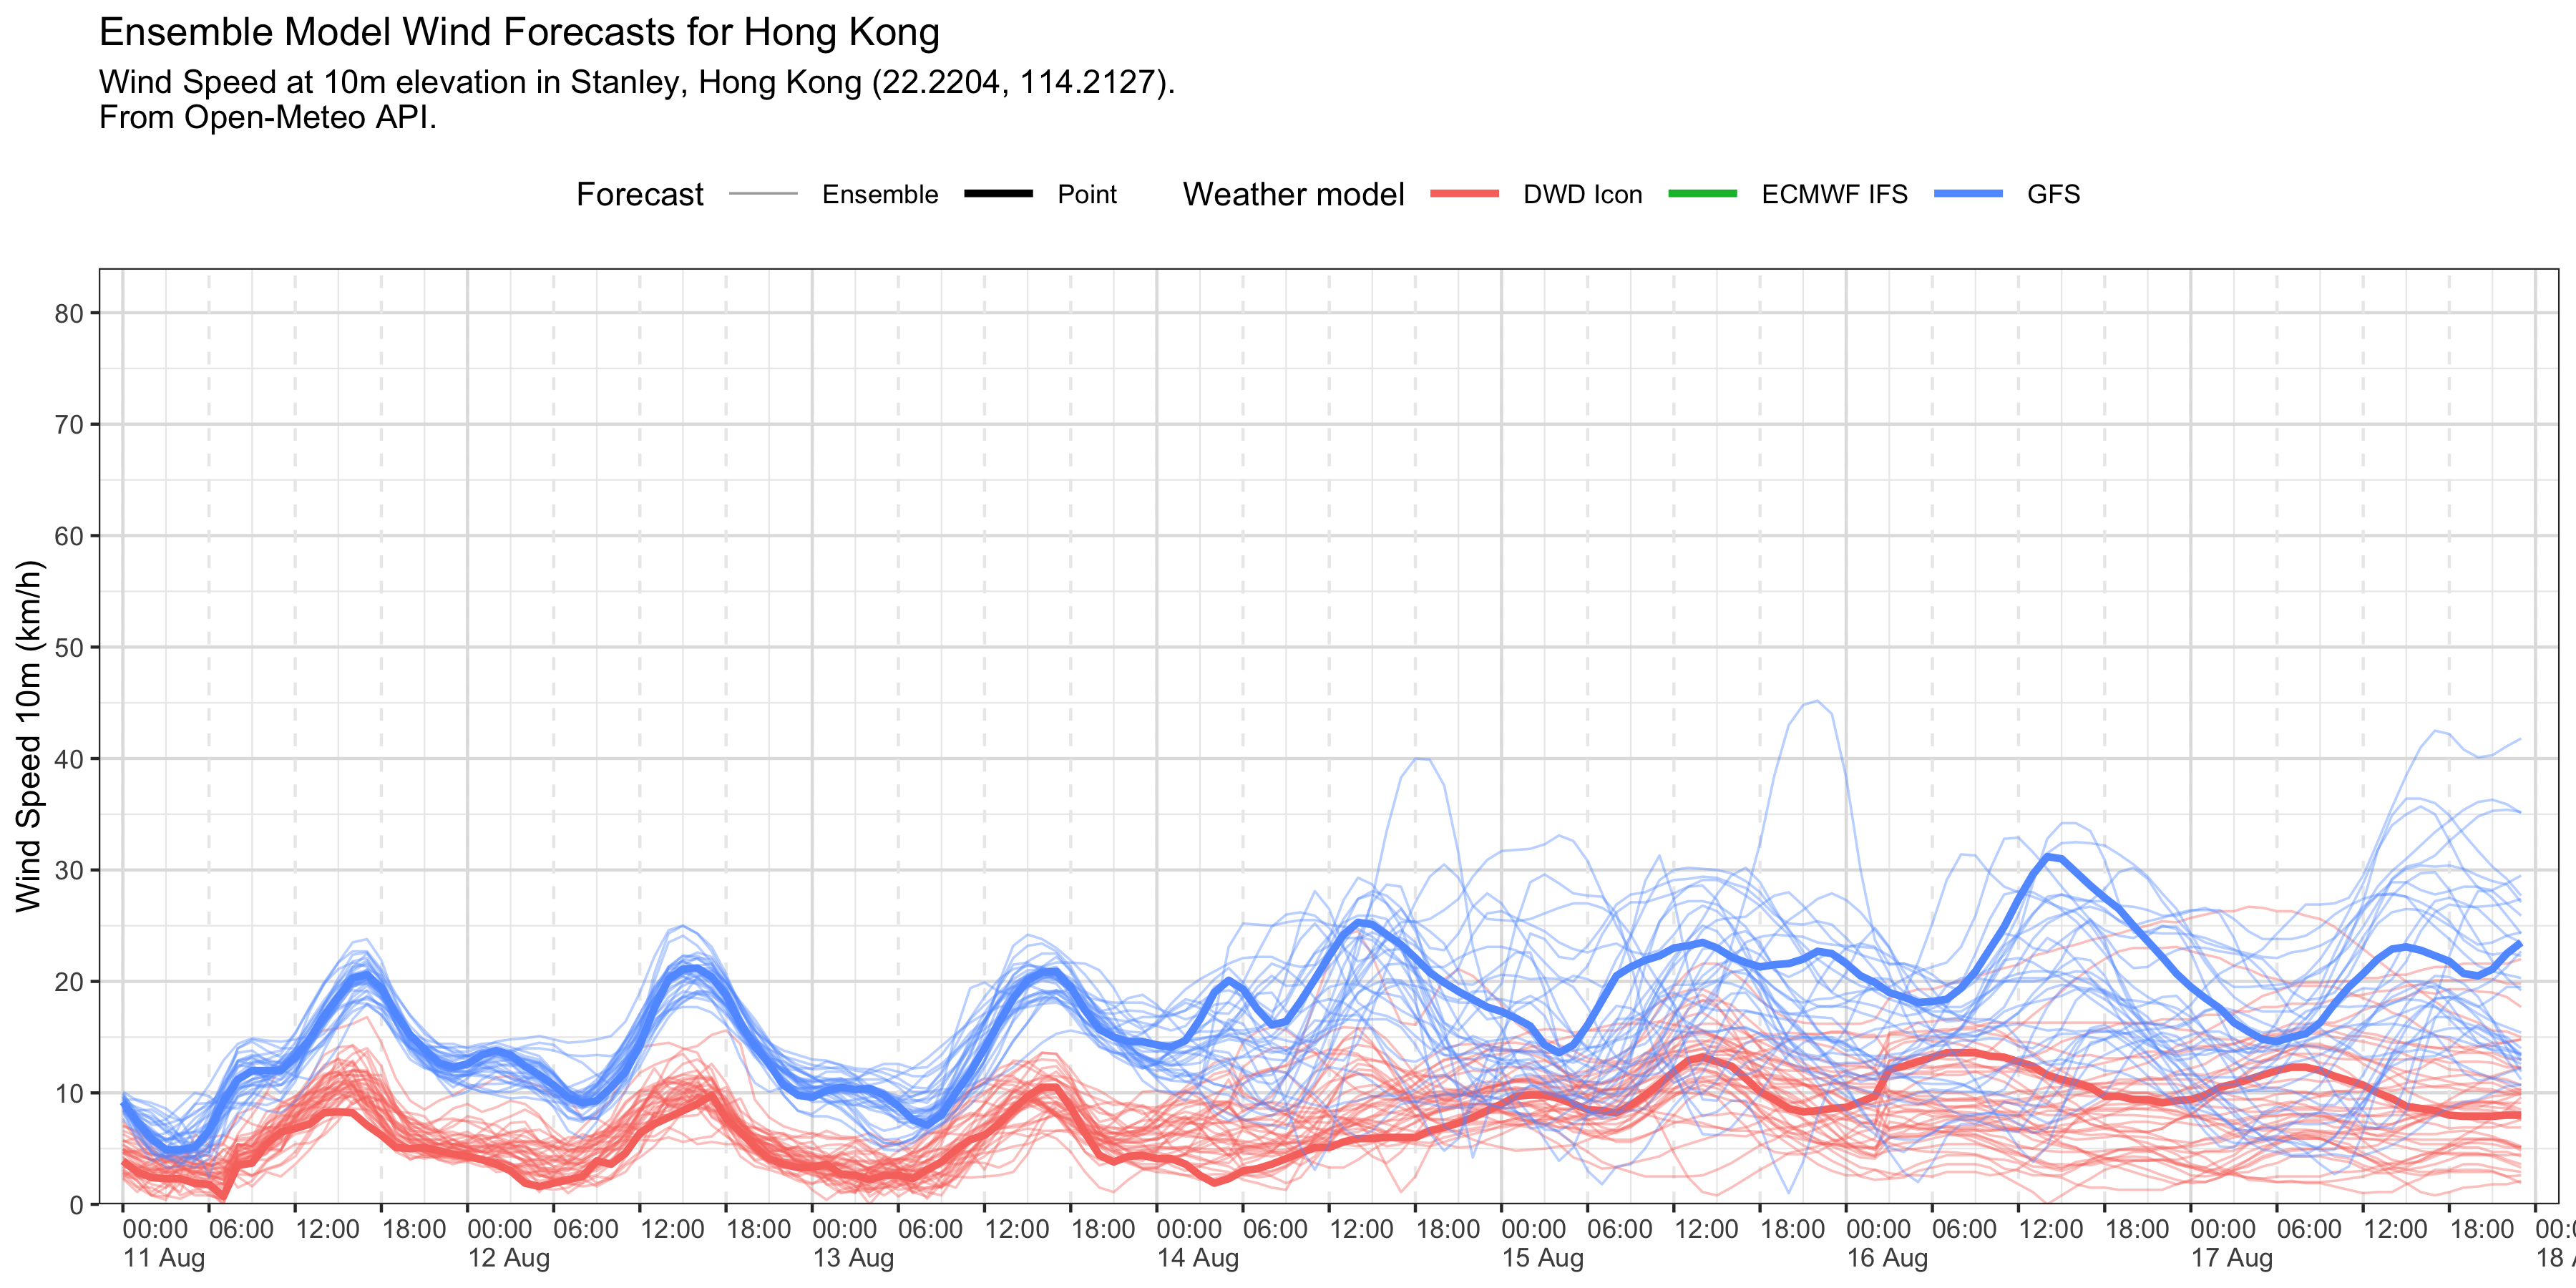 Ensemble Model Wind Forecasts for Hong Kong
Wind Speed at 10m elevation in Stanley, Hong Kong (22.2204, 114.2127).
From Open-Meteo API.
Forecast Ensemble Point Weather model DWD Icon ECMWF IFS GFS
Wind Speed 10m (km/h)
80
70
60
50
40
30
20
10
0
00:00 06:00 12:00 18:00 00:00 06:00 12:00 18:00 00:00 06:00 12:00 18:00 00:00 06:00 12:00 18:00 00:00 06:00 12:00 18:00 00:00 06:00 12:00 18:00 00:00 06:00 12:00 18:00 00:0
11 Aug 12 Aug 13 Aug 14 Aug 15 Aug 16 Aug 17 Aug 18 A